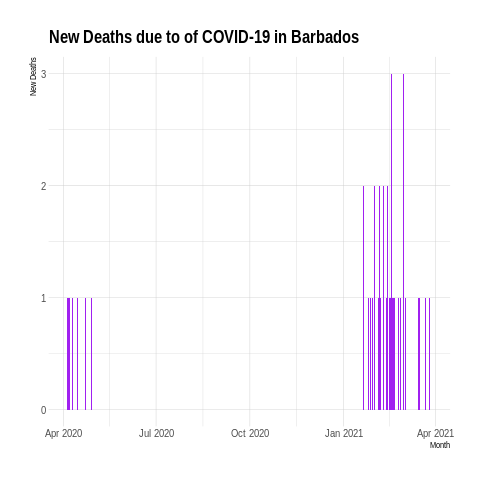 New Deaths due to of COVID-19 in Barbados
New Deaths
3
2
1
0
Apr 2020 Jul 2020 Oct 2020 Jan 2021 Apr 2021
Month